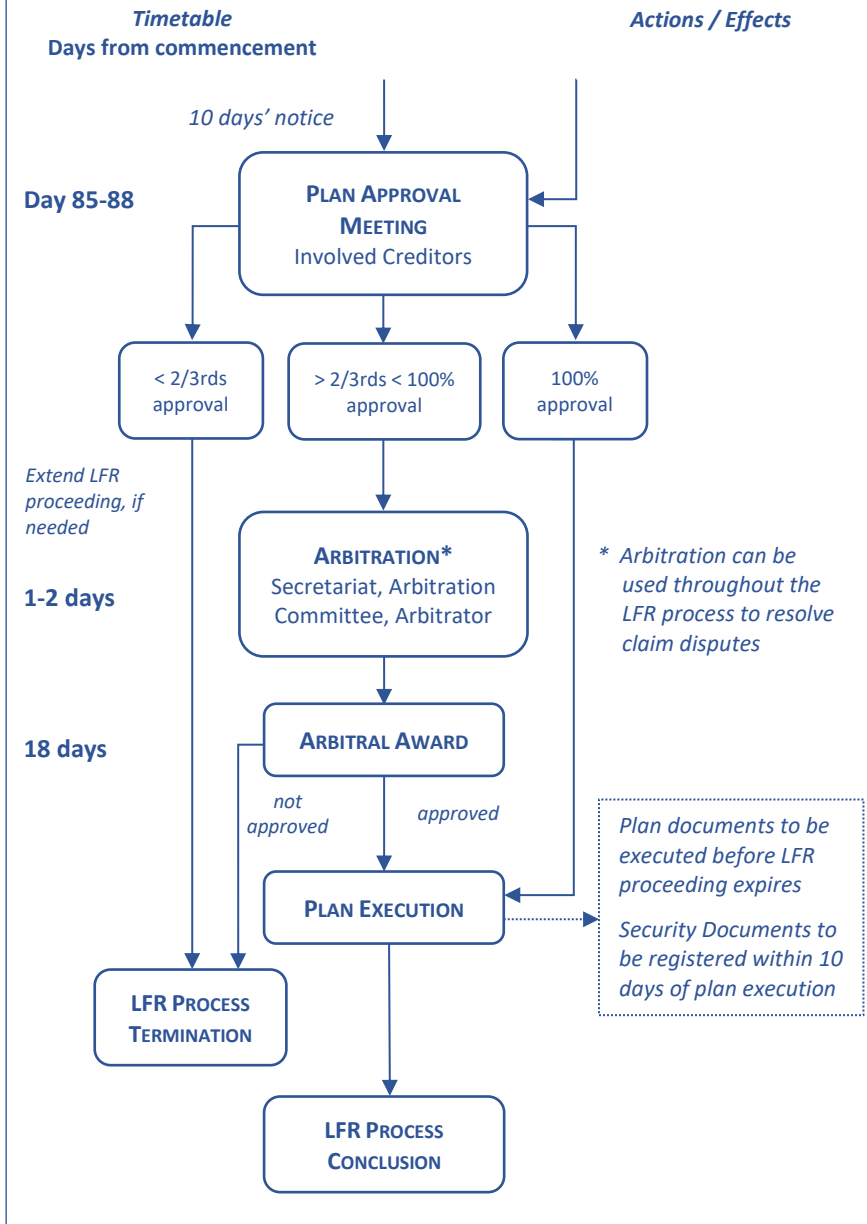 Timetable
Days from commencement
Actions / Effects
10 days’ notice
Day 85-88
PLAN APPROVAL
MEETING
Involved Creditors
< 2/3rds
approval
> 2/3rds < 100%
approval
100%
approval
Extend LFR
proceeding, if
needed
1-2 days
ARBITRATION*
Secretariat, Arbitration
Committee, Arbitrator
* Arbitration can be
used throughout the
LFR process to resolve
claim disputes
18 days
ARBITRAL AWARD
not
approved
approved
PLAN EXECUTION
Plan documents to be
executed before LFR
proceeding expires
Security Documents to
be registered within 10
days of plan execution
LFR PROCESS
TERMINATION
LFR PROCESS
CONCLUSION